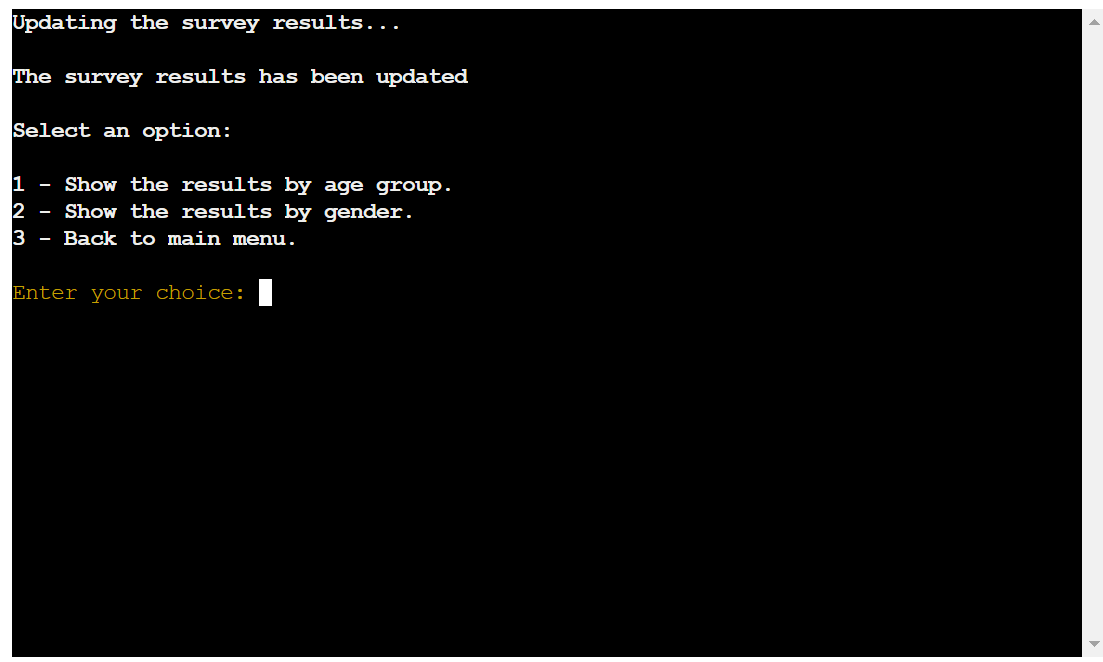 Updating the survey results...
The survey results has been updated
Select an option:
1 - Show the results by age group.
2 - Show the results by gender.
3 - Back to main menu.
Enter your choice: